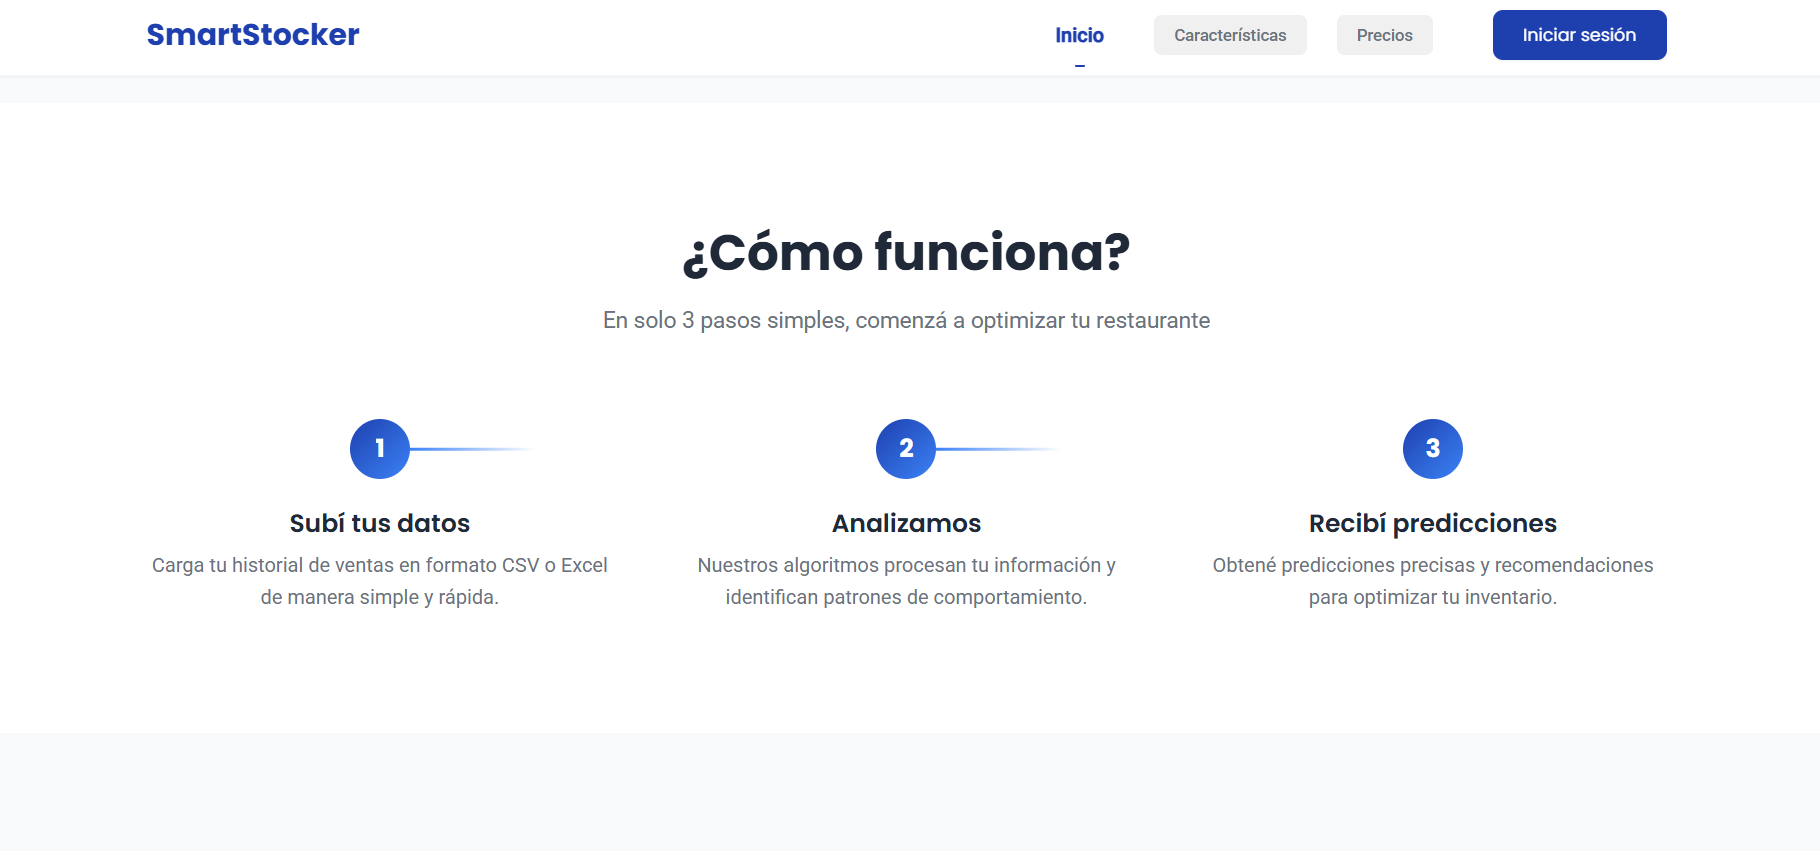 SmartStocker
Inicio
Características
Precios
Iniciar sesión
¿Cómo funciona?
En solo 3 pasos simples, comenzá a optimizar tu restaurante
1
Subí tus datos
Carga tu historial de ventas en formato CSV o Excel
de manera simple y rápida.
2
Analizamos
Nuestros algoritmos procesan tu información y
identifican patrones de comportamiento.
3
Recibí predicciones
Obtené predicciones precisas y recomendaciones
para optimizar tu inventario.